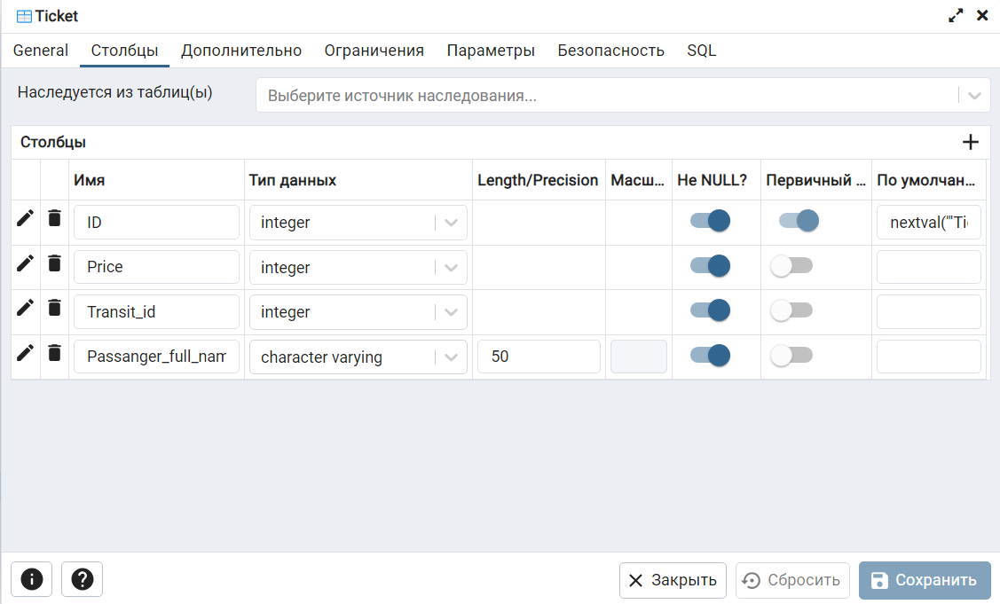 Ticket
General Столбцы Дополнительно Ограничения Параметры Безопасность SQL
Наследуется из таблиц(ы) Выберите источник наследования...
Столбцы
Имя Тип данных Length/Precision Масш... Не NULL? Первичный ... По умолчан...
ID integer nextval('"Ti
Price integer
Transit_id integer
Passanger_full_nam character varying 50
Закрыть Сбросить Сохранить